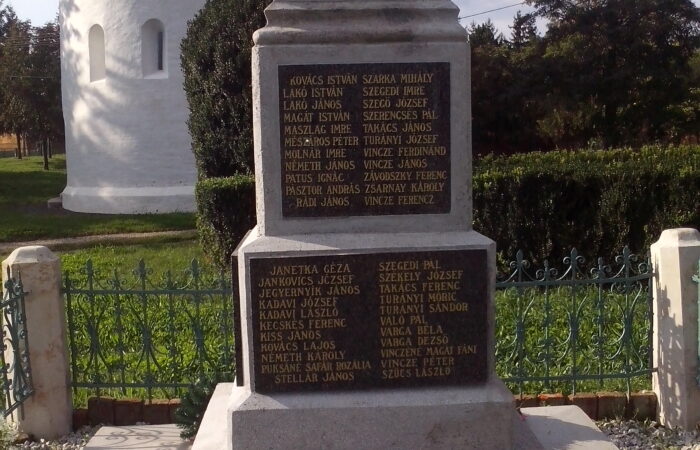 KOVÁCS ISTVÁN SZARKA MIHÁLY
LAKÓ ISTVÁN SZEGEDI IMRE
LAKÓ JÁNOS SZEGŐ JÓZSEF
MAGÁT ISTVÁN SZERENCSÉS PÁL
MASZLAG IMRE TAKÁCS JÁNOS
MÉSZÁROS PÉTER TURÁNYI JÓZSEF
MOLNÁR IMRE VINCZE FERDINÁND
NÉMETH JÁNOS VINCZE JÁNOS
PATUS IGNÁC ZÁVODSZKY FERENC
PÁSZTOR ANDRÁS ZSARNAY KÁROLY
RÁDI JÁNOS VINCZE FERENCZ
JANETKA GÉZA
JANKOVICS JÓZSEF
JEGYERNYIK JÁNOS
KADAVI JÓZSEF
KADAVI LÁSZLÓ
KECSKÉS FERENC
KISS JÁNOS
KOVÁCS LAJOS
NÉMETH KÁROLY
PUKSÁNÉ SAFÁR ROZÁLIA
STELLÁR JÁNOS
SZEGEDI PÁL
SZÉKELY JÓZSEF
TAKÁCS FERENC
TURÁNYI MÓRIC
TURÁNYI SÁNDOR
VALÓ PÁL
VARGA BÉLA
VARGA DEZSŐ
VINCZÉNÉ MAGÁT FÁNI
VINCZE PÉTER
SZŰCS LÁSZLÓ